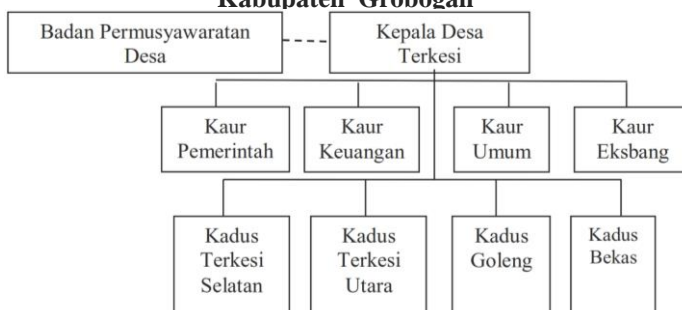 Kabupaten Grobogan
Badan Permusyawaratan
Desa
Kepala Desa
Terkesi
Kaur
Pemerintah
Kaur
Keuangan
Kaur
Umum
Kaur
Eksbang
Kadus
Terkesi
Selatan
Kadus
Terkesi
Utara
Kadus
Goleng
Kadus
Bekas